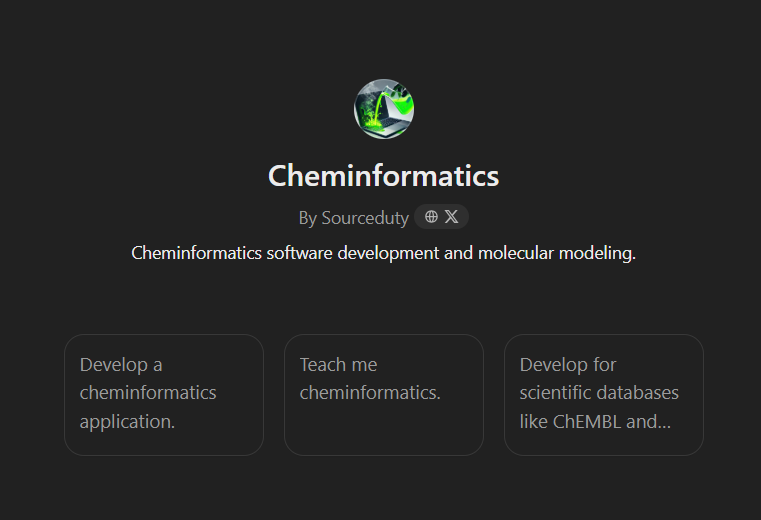 Cheminformatics
By Sourceduty
Cheminformatics software development and molecular modeling.
Develop a
cheminformatics
application.
Teach me
cheminformatics.
Develop for
scientific databases
like ChEMBL and...